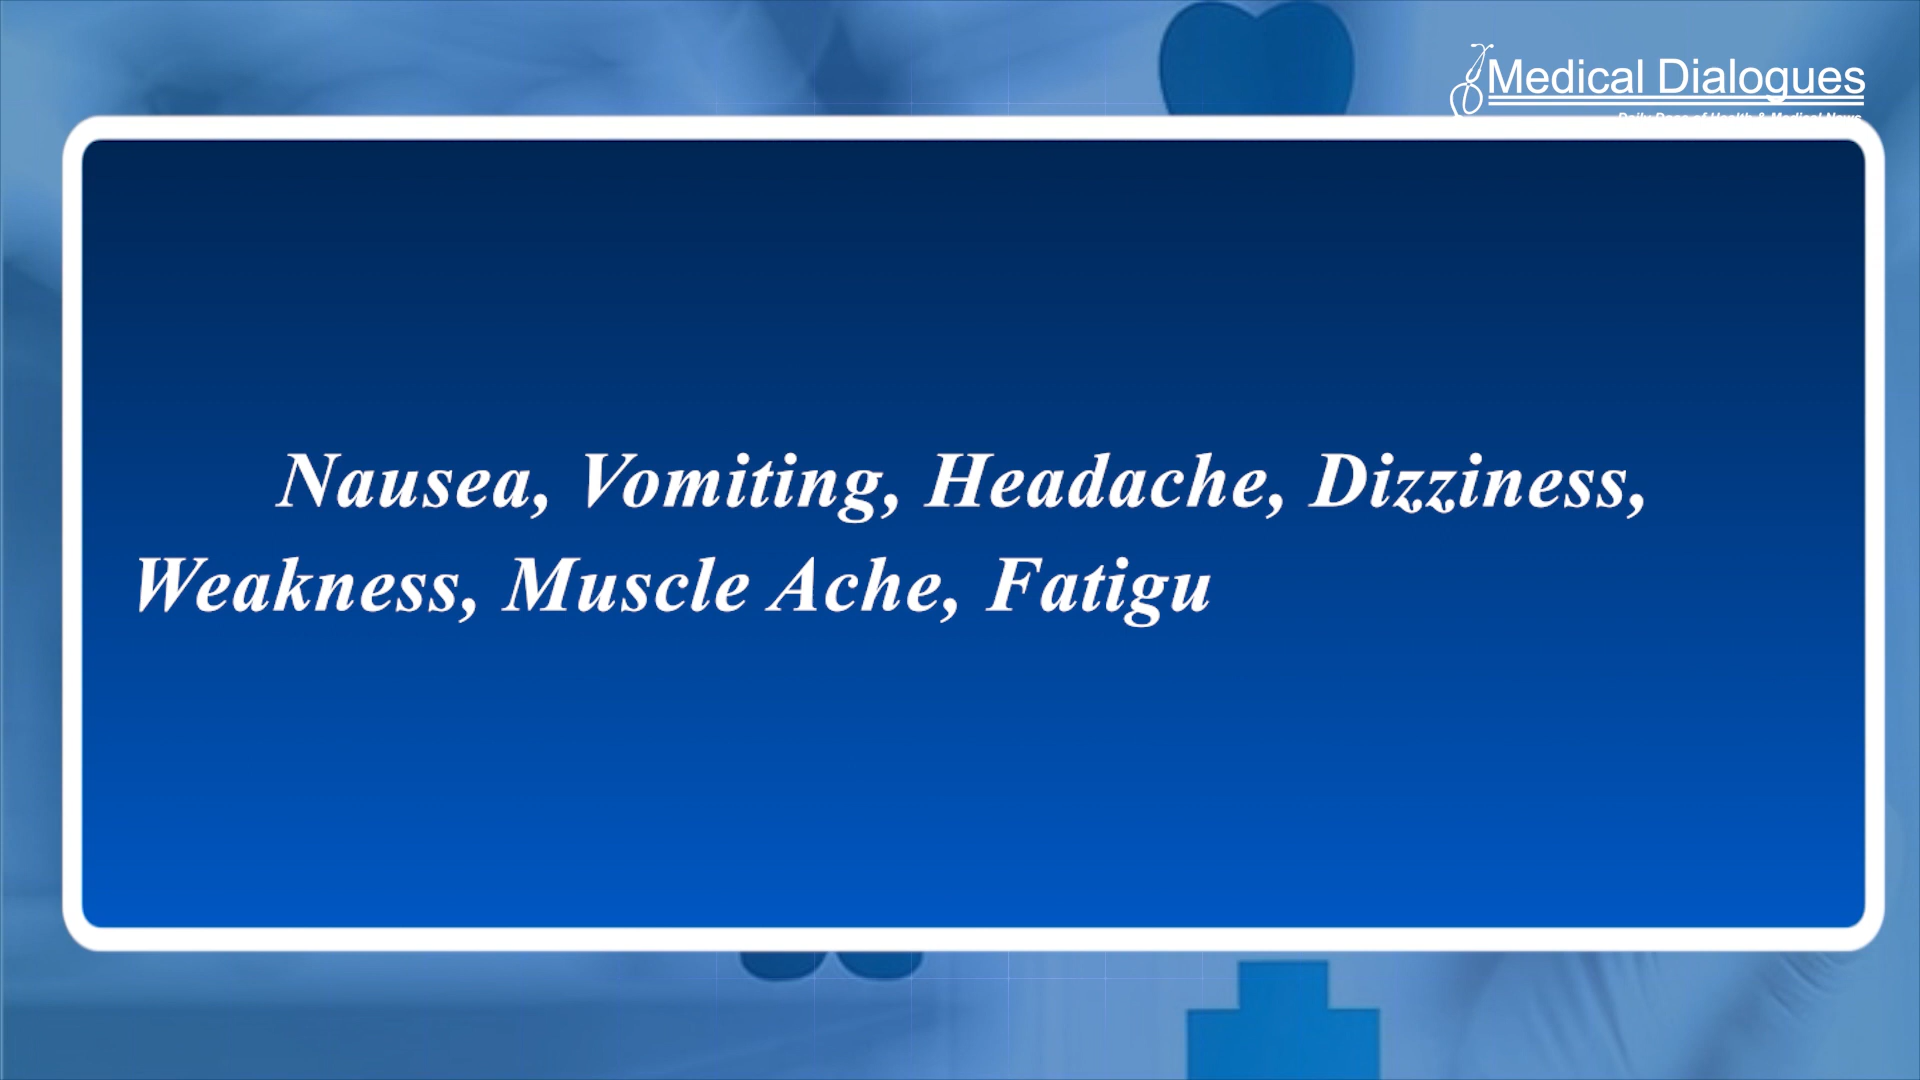 Medical Dialogues
Nausea, Vomiting, Headache, Dizziness,
Weakness, Muscle Ache, Fatigu